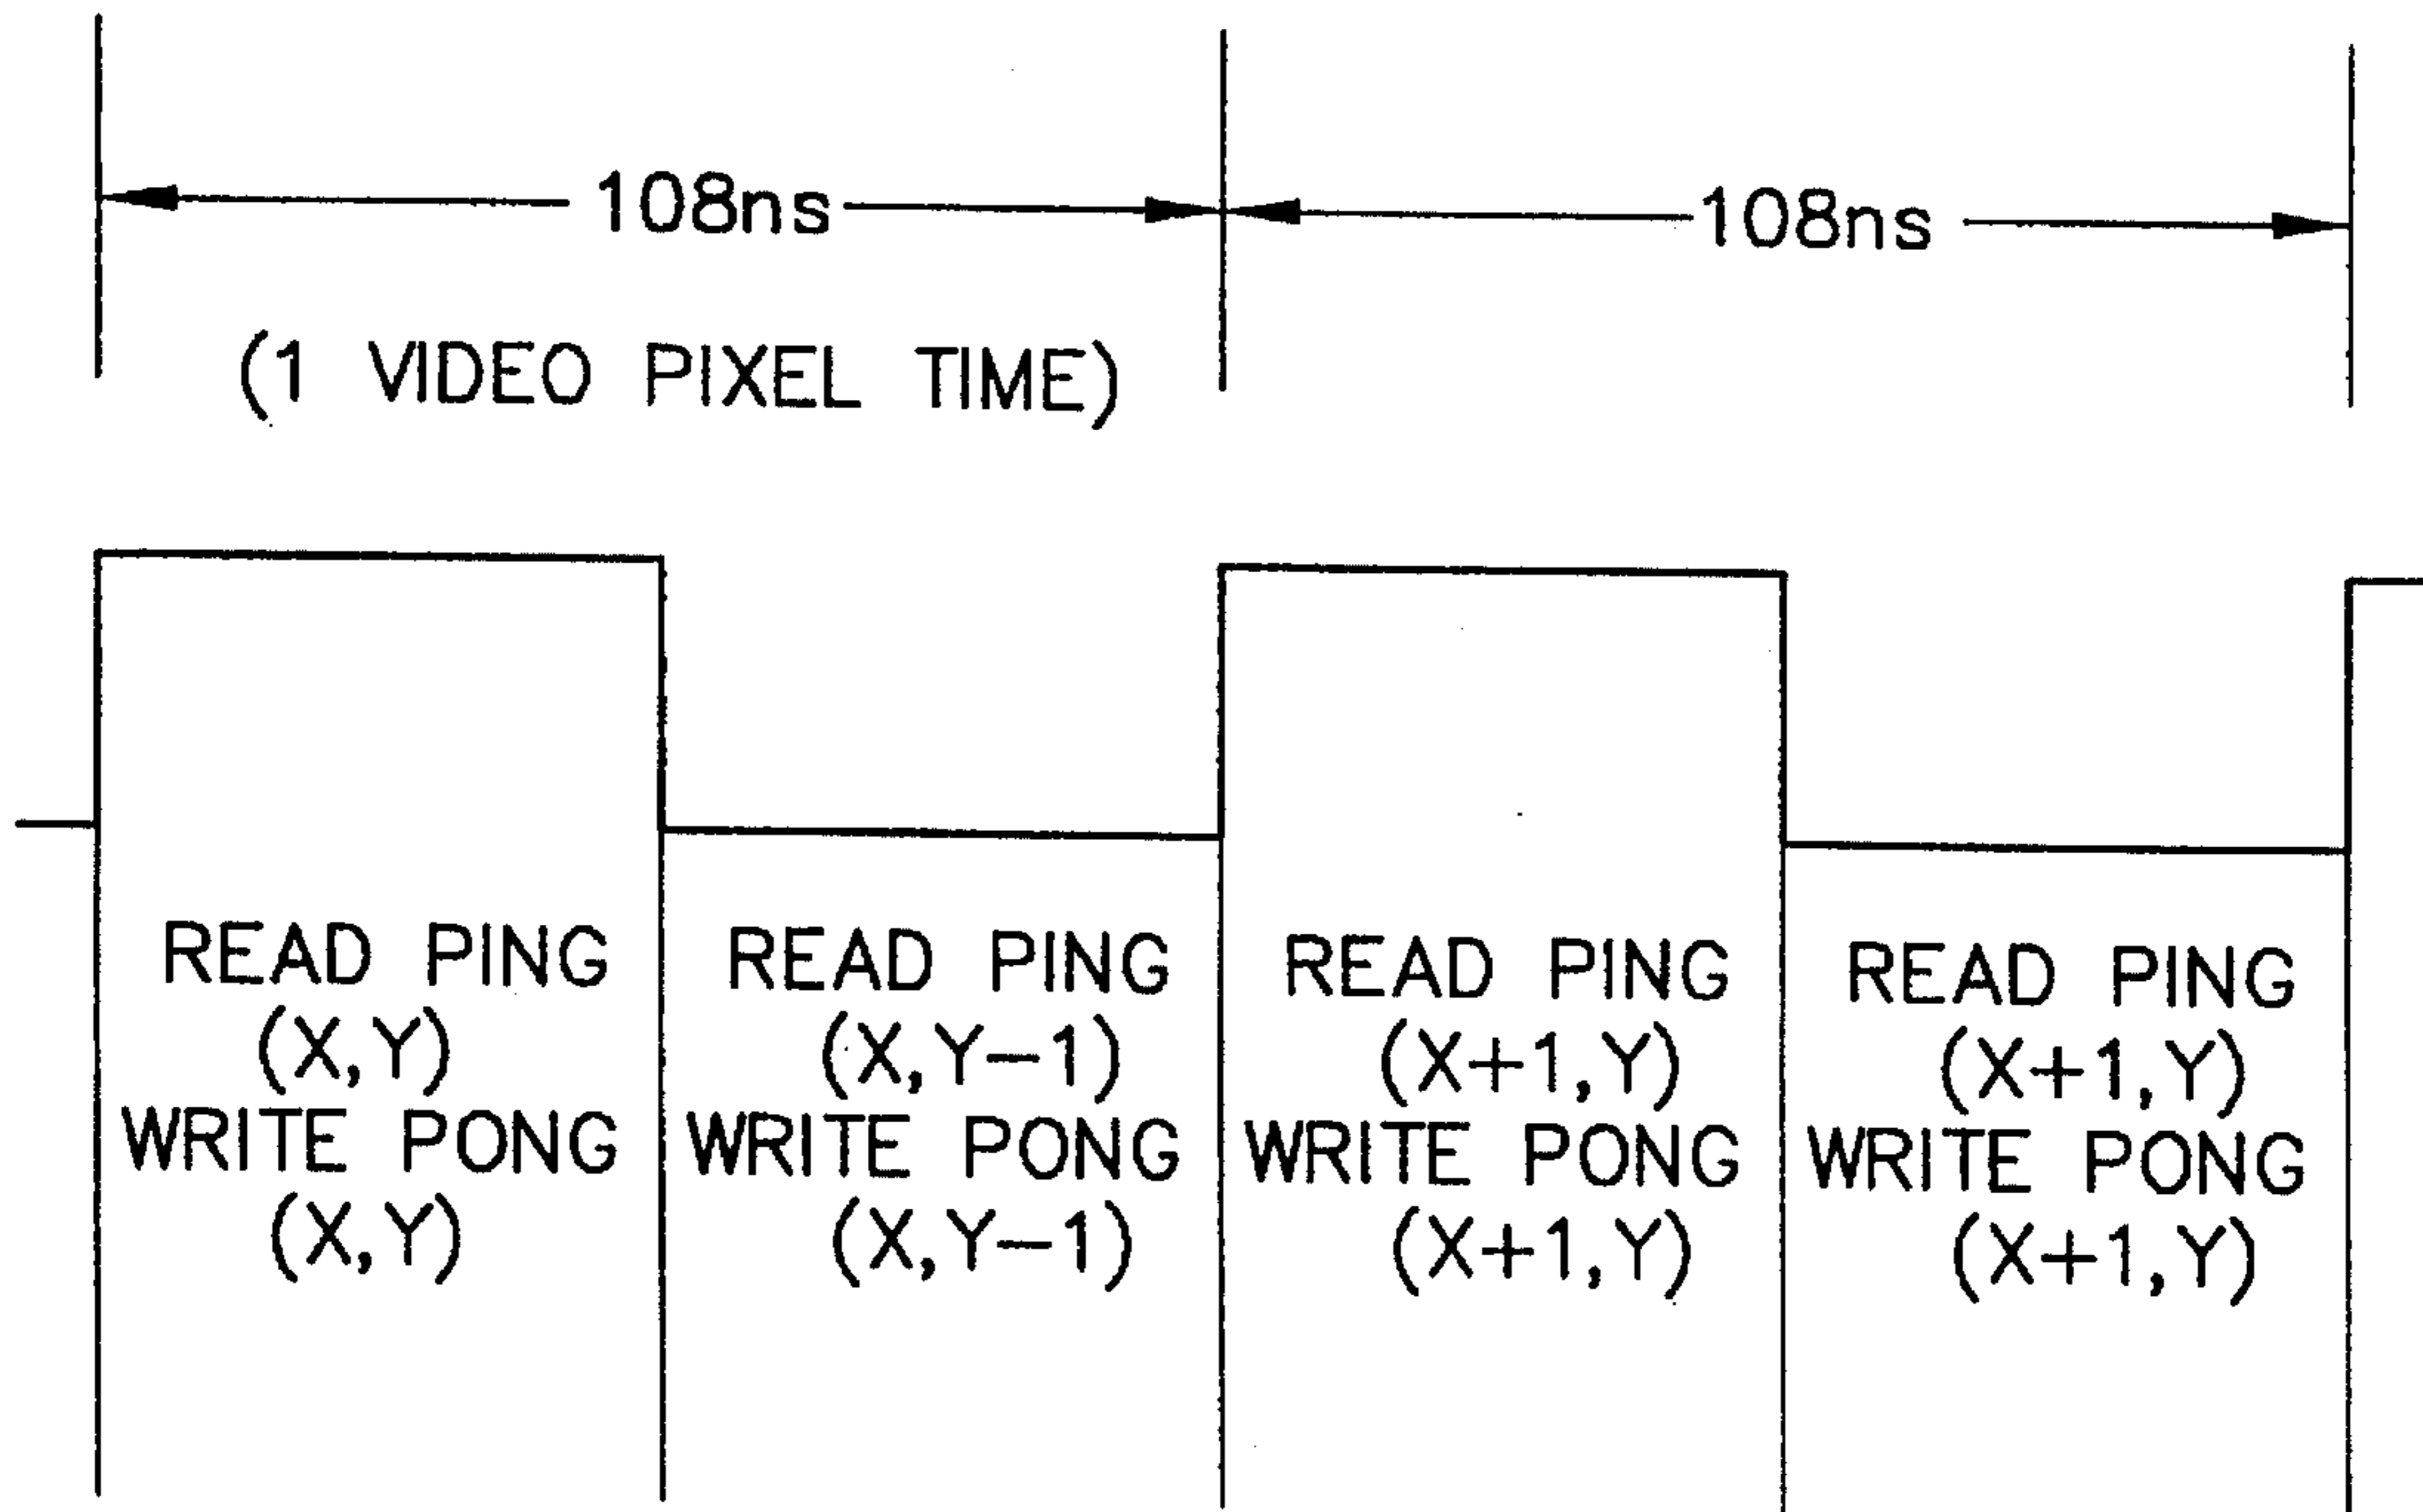 108ns
108ns
(1 VIDEO PIXEL TIME)
READ PING
(X,Y)
WRITE PONG
(X,Y)
READ PING
(X,Y-1)
WRITE PONG
(X,Y-1)
READ PING
(X+1,Y)
WRITE PONG
(X+1,Y)
READ PING
(X+1,Y)
WRITE PONG
(X+1,Y)